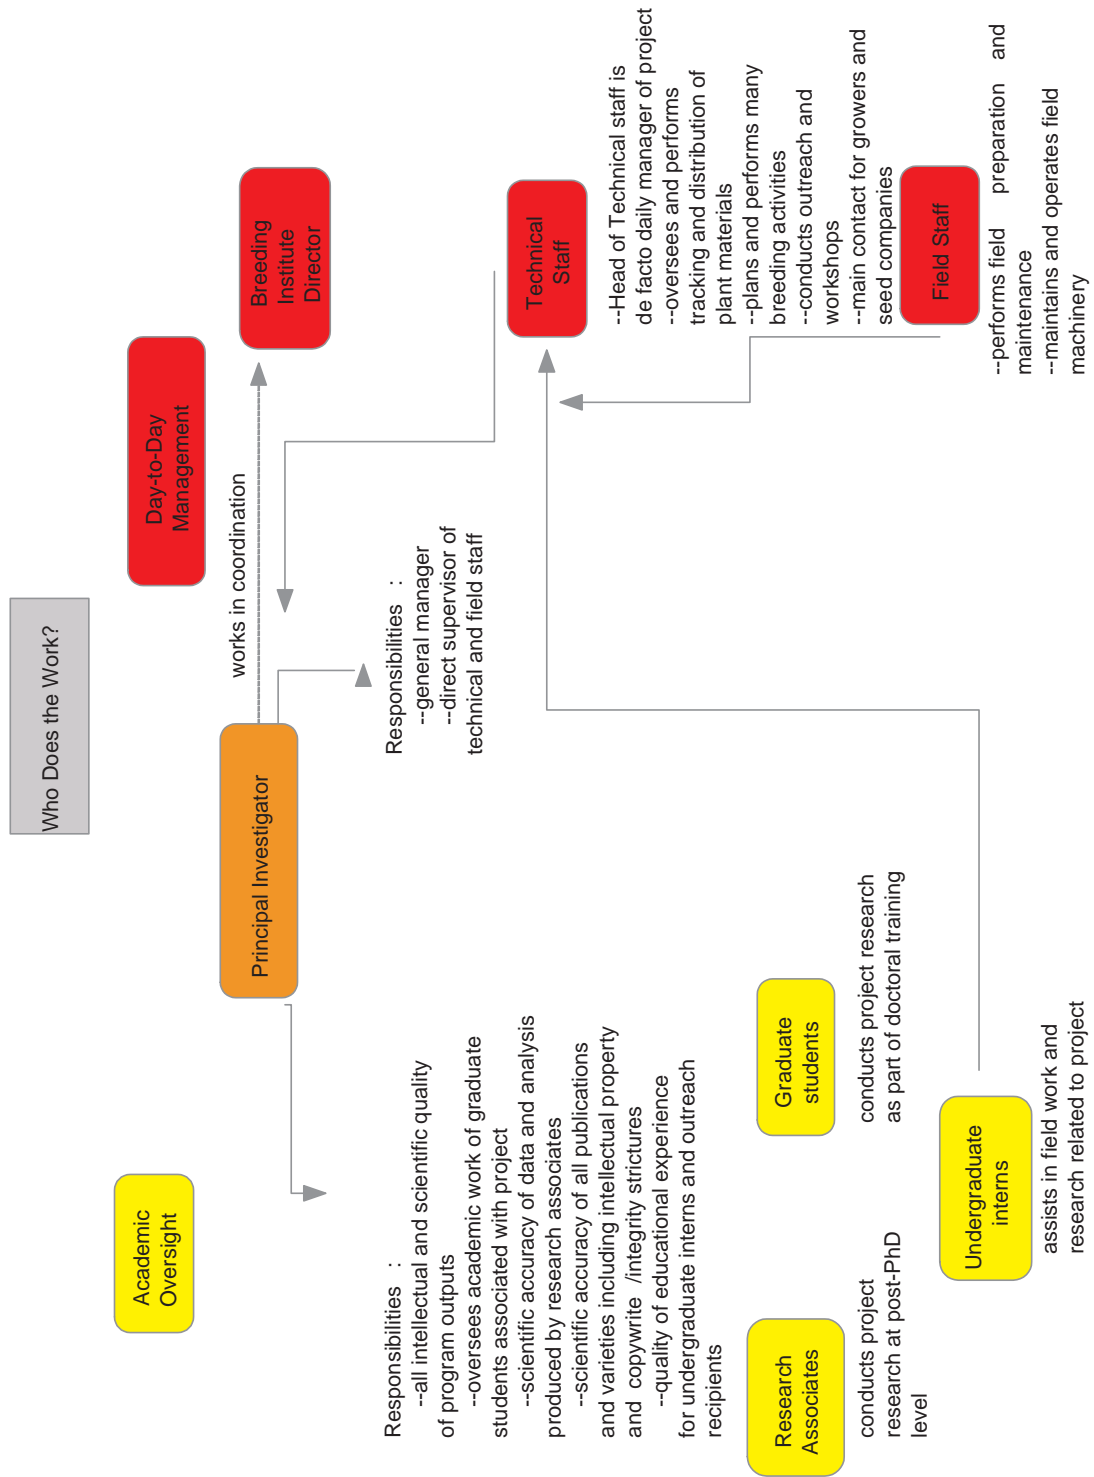 Who Does the Work?
Academic
Oversight
Day-to-Day
Management
Principal Investigator
works in coordination
Breeding
Institute
Director
Responsibilities :
--all intellectual and scientific quality
of program outputs
--oversees academic work of graduate
students associated with project
--scientific accuracy of data and analysis
produced by research associates
--scientific accuracy of all publications
and varieties including intellectual property
and copywrite /integrity strictures
--quality of educational experience
for undergraduate interns and outreach
recipients
Responsibilities :
--general manager
--direct supervisor of
technical and field staff
Technical
Staff
--Head of Technical staff is
de facto daily manager of project
--oversees and performs
tracking and distribution of
plant materials
--plans and performs many
breeding activities
--conducts outreach and
workshops
--main contact for growers and
seed companies
Research
Associates
conducts project
research at post-PhD
level
Graduate
students
conducts project research
as part of doctoral training
Undergraduate
interns
assists in field work and
research related to project
Field Staff
--performs field preparation and
maintenance
--maintains and operates field
machinery